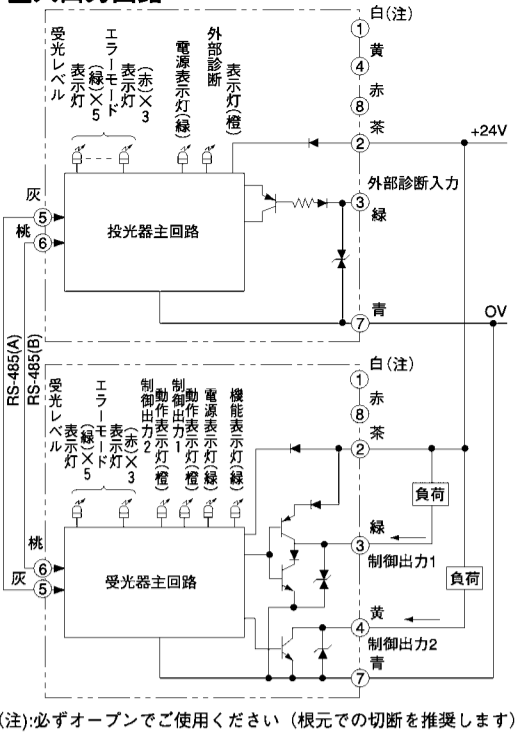 白(注)
①
黄
④
赤
⑧
茶
②
+24V
受光レベル
表示灯
(緑)×5
エラーモード
表示灯
(赤)×3
電源表示灯(緑)
外部診断
表示灯(橙)
外部診断入力
③
緑
灰
⑤
桃
⑥
投光器主回路
青
⑦
0V
RS-485(A)
RS-485(B)
白(注)
①
赤
⑧
茶
②
受光レベル
表示灯
(緑)×5
エラーモード
表示灯
(赤)×3
制御出力2
動作表示灯(橙)
制御出力1
動作表示灯(橙)
電源表示灯(緑)
機能表示灯(緑)
負荷
緑
③
制御出力1
負荷
桃
⑥
灰
⑤
受光器主回路
黄
④
制御出力2
青
⑦
(注):必ずオープンでご使用ください(根元での切断を推奨します)